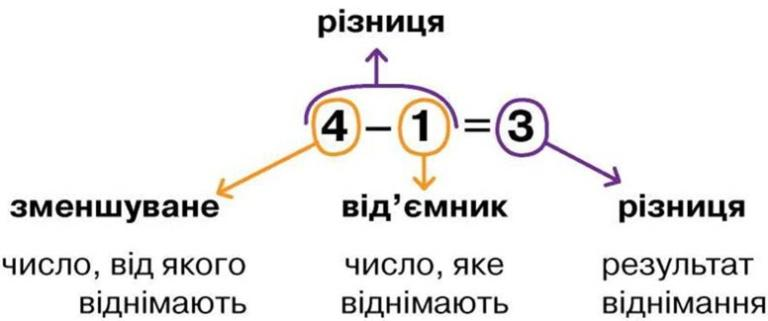 різниця
4 – 1 = 3
зменшуване
від’ємник
різниця
число, від якого
віднімають
число, яке
віднімають
результат
віднімання